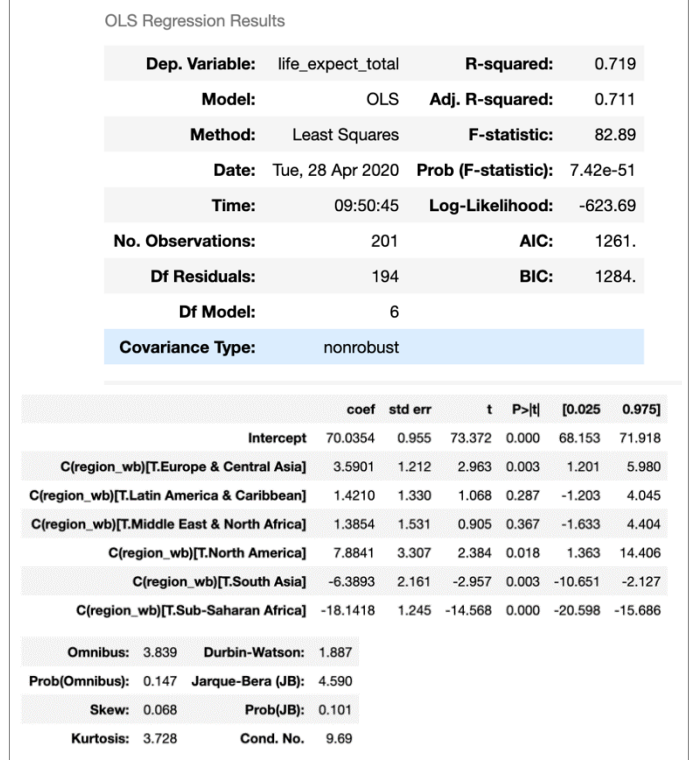 OLS Regression Results
Dep. Variable: life_expect_total R-squared: 0.719
Model: OLS Adj. R-squared: 0.711
Method: Least Squares F-statistic: 82.89
Date: Tue, 28 Apr 2020 Prob (F-statistic): 7.42e-51
Time: 09:50:45 Log-Likelihood: -623.69
No. Observations: 201 AIC: 1261.
Df Residuals: 194 BIC: 1284.
Df Model: 6
Covariance Type: nonrobust
coef std err t P>|t| [0.025 0.975]
Intercept 70.0354 0.955 73.372 0.000 68.153 71.918
C(region_wb)[T.Europe & Central Asia] 3.5901 1.212 2.963 0.003 1.201 5.980
C(region_wb)[T.Latin America & Caribbean] 1.4210 1.330 1.068 0.287 -1.203 4.045
C(region_wb)[T.Middle East & North Africa] 1.3854 1.531 0.905 0.367 -1.633 4.404
C(region_wb)[T.North America] 7.8841 3.307 2.384 0.018 1.363 14.406
C(region_wb)[T.South Asia] -6.3893 2.161 -2.957 0.003 -10.651 -2.127
C(region_wb)[T.Sub-Saharan Africa] -18.1418 1.245 -14.568 0.000 -20.598 -15.686
Omnibus: 3.839 Durbin-Watson: 1.887
Prob(Omnibus): 0.147 Jarque-Bera (JB): 4.590
Skew: 0.068 Prob(JB): 0.101
Kurtosis: 3.728 Cond. No. 9.69